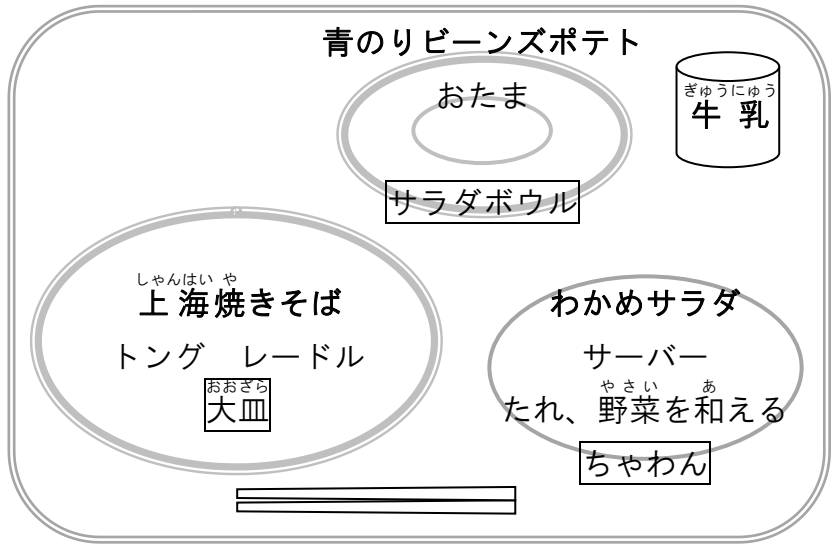 青のりビーンズポテト
おたま
サラダボウル
ぎゅうにゅう
牛乳
しゃんはい や
上海焼きそば
トング レードル
おおざら
大皿
わかめサラダ
サーバー
やさい あ
たれ、野菜を和える
ちゃわん